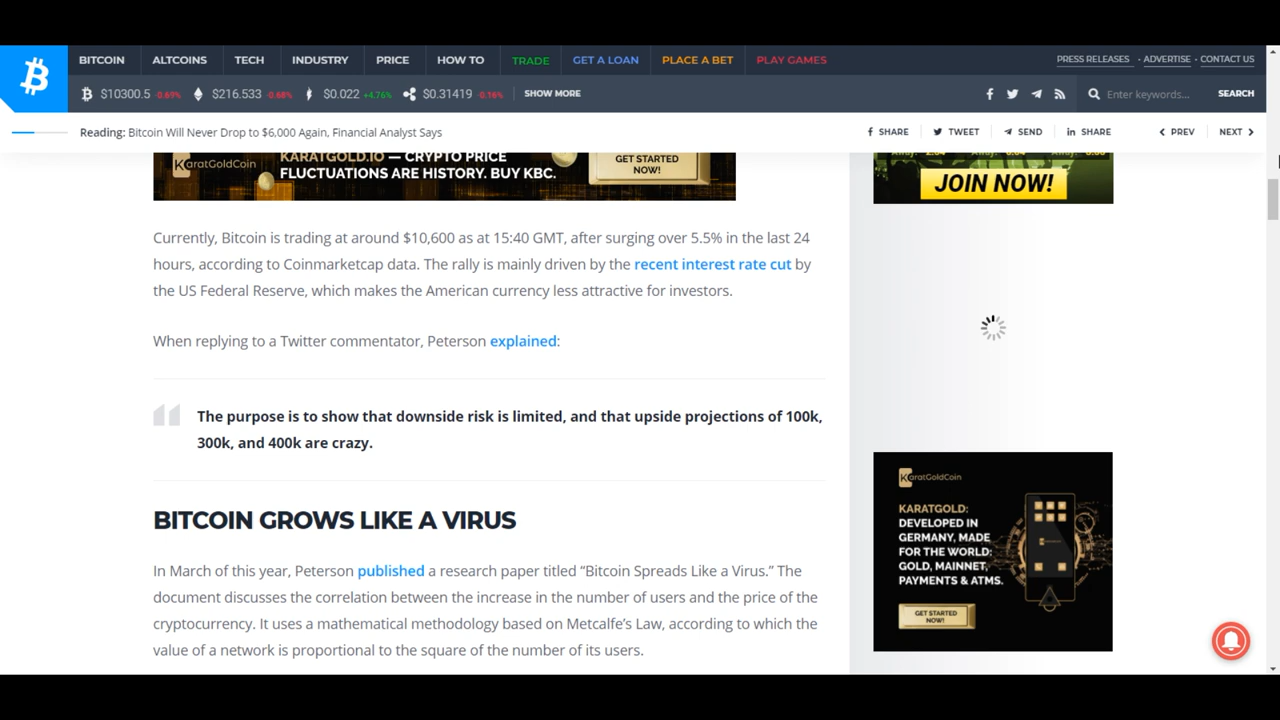 BITCOIN ALTCOINS TECH INDUSTRY PRICE HOW TO TRADE GET A LOAN PLACE A BET PLAY GAMES PRESS RELEASES - ADVERTISE - CONTACT US
$10300.5 -0.69% $216.533 -0.68% $0.022 +4.76% $0.31419 -0.16% SHOW MORE Enter keywords... SEARCH
Reading: Bitcoin Will Never Drop to $6,000 Again, Financial Analyst Says SHARE TWEET SEND SHARE PREV NEXT
KaratGoldCoin
KARATGOLD.IO — CRYPTO PRICE
FLUCTUATIONS ARE HISTORY. BUY KBC.
GET STARTED
NOW!
JOIN NOW!
Currently, Bitcoin is trading at around $10,600 as at 15:40 GMT, after surging over 5.5% in the last 24
hours, according to Coinmarketcap data. The rally is mainly driven by the recent interest rate cut by
the US Federal Reserve, which makes the American currency less attractive for investors.
When replying to a Twitter commentator, Peterson explained:
The purpose is to show that downside risk is limited, and that upside projections of 100k,
300k, and 400k are crazy.
BITCOIN GROWS LIKE A VIRUS
In March of this year, Peterson published a research paper titled “Bitcoin Spreads Like a Virus.” The
document discusses the correlation between the increase in the number of users and the price of the
cryptocurrency. It uses a mathematical methodology based on Metcalfe’s Law, according to which the
value of a network is proportional to the square of the number of its users.
KaratGoldCoin
KARATGOLD:
DEVELOPED IN
GERMANY, MADE
FOR THE WORLD:
GOLD, MAINNET,
PAYMENTS & ATMS.
GET STARTED
NOW!